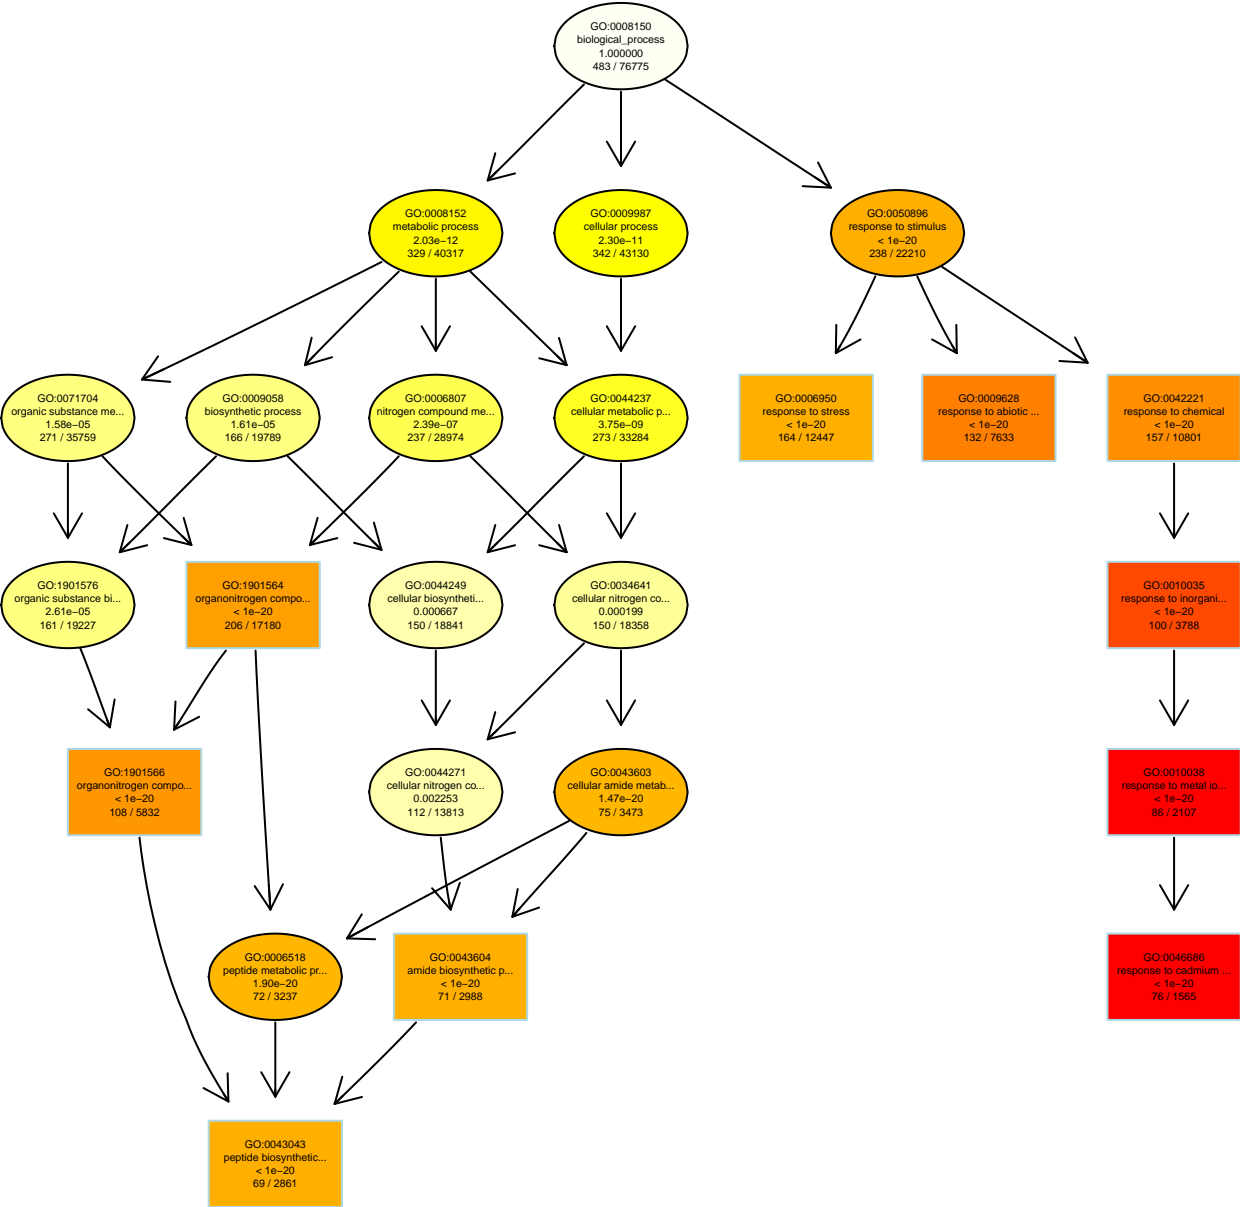 GO:0008150
biological_process
1.000000
483 / 76775
GO:0008152
metabolic process
2.03e−12
329 / 40317
GO:0009987
cellular process
2.30e−11
342 / 43130
GO:0050896
response to stimulus
< 1e−20
238 / 22210
GO:0071704
organic substance me...
1.58e−05
271 / 35759
GO:0009058
biosynthetic process
1.61e−05
166 / 19789
GO:0006807
nitrogen compound me...
2.39e−07
237 / 28974
GO:0044237
cellular metabolic p...
3.75e−09
273 / 33284
GO:0006950
response to stress
< 1e−20
164 / 12447
GO:0009628
response to abiotic ...
< 1e−20
132 / 7633
GO:0042221
response to chemical
< 1e−20
157 / 10801
GO:1901576
organic substance bi...
2.61e−05
161 / 19227
GO:1901564
organonitrogen compo...
< 1e−20
206 / 17180
GO:0044249
cellular biosyntheti...
0.000667
150 / 18841
GO:0034641
cellular nitrogen co...
0.000199
150 / 18358
GO:0010035
response to inorgani...
< 1e−20
100 / 3788
GO:1901566
organonitrogen compo...
< 1e−20
108 / 5832
GO:0044271
cellular nitrogen co...
0.002253
112 / 13813
GO:0043603
cellular amide metab...
1.47e−20
75 / 3473
GO:0010038
response to metal io...
< 1e−20
86 / 2107
GO:0006518
peptide metabolic pr...
1.90e−20
72 / 3237
GO:0043604
amide biosynthetic p...
< 1e−20
71 / 2988
GO:0046686
response to cadmium ...
< 1e−20
76 / 1565
GO:0043043
peptide biosynthetic...
< 1e−20
69 / 2861